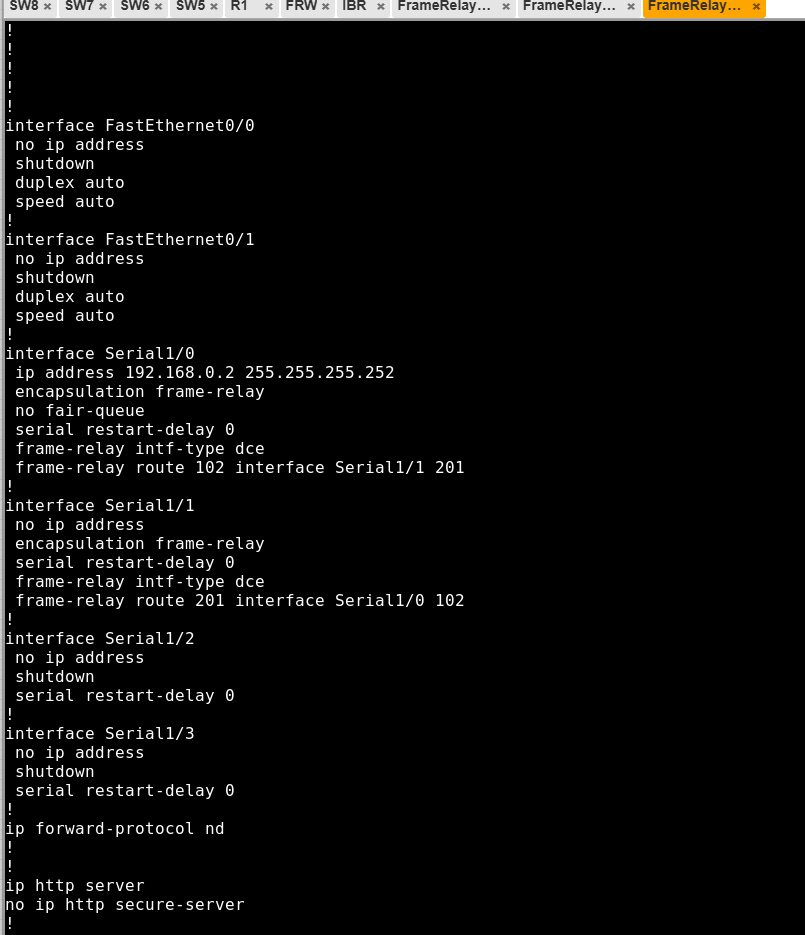 SW8 × SW7 × SW6 × SW5 × R1 × FRW × IBR × FrameRelay… × FrameRelay… × FrameRelay… ×
!
!
!
!
!
interface FastEthernet0/0
 no ip address
 shutdown
 duplex auto
 speed auto
!
interface FastEthernet0/1
 no ip address
 shutdown
 duplex auto
 speed auto
!
interface Serial1/0
 ip address 192.168.0.2 255.255.255.252
 encapsulation frame-relay
 no fair-queue
 serial restart-delay 0
 frame-relay intf-type dce
 frame-relay route 102 interface Serial1/1 201
!
interface Serial1/1
 no ip address
 encapsulation frame-relay
 serial restart-delay 0
 frame-relay intf-type dce
 frame-relay route 201 interface Serial1/0 102
!
interface Serial1/2
 no ip address
 shutdown
 serial restart-delay 0
!
interface Serial1/3
 no ip address
 shutdown
 serial restart-delay 0
!
ip forward-protocol nd
!
!
ip http server
no ip http secure-server
!